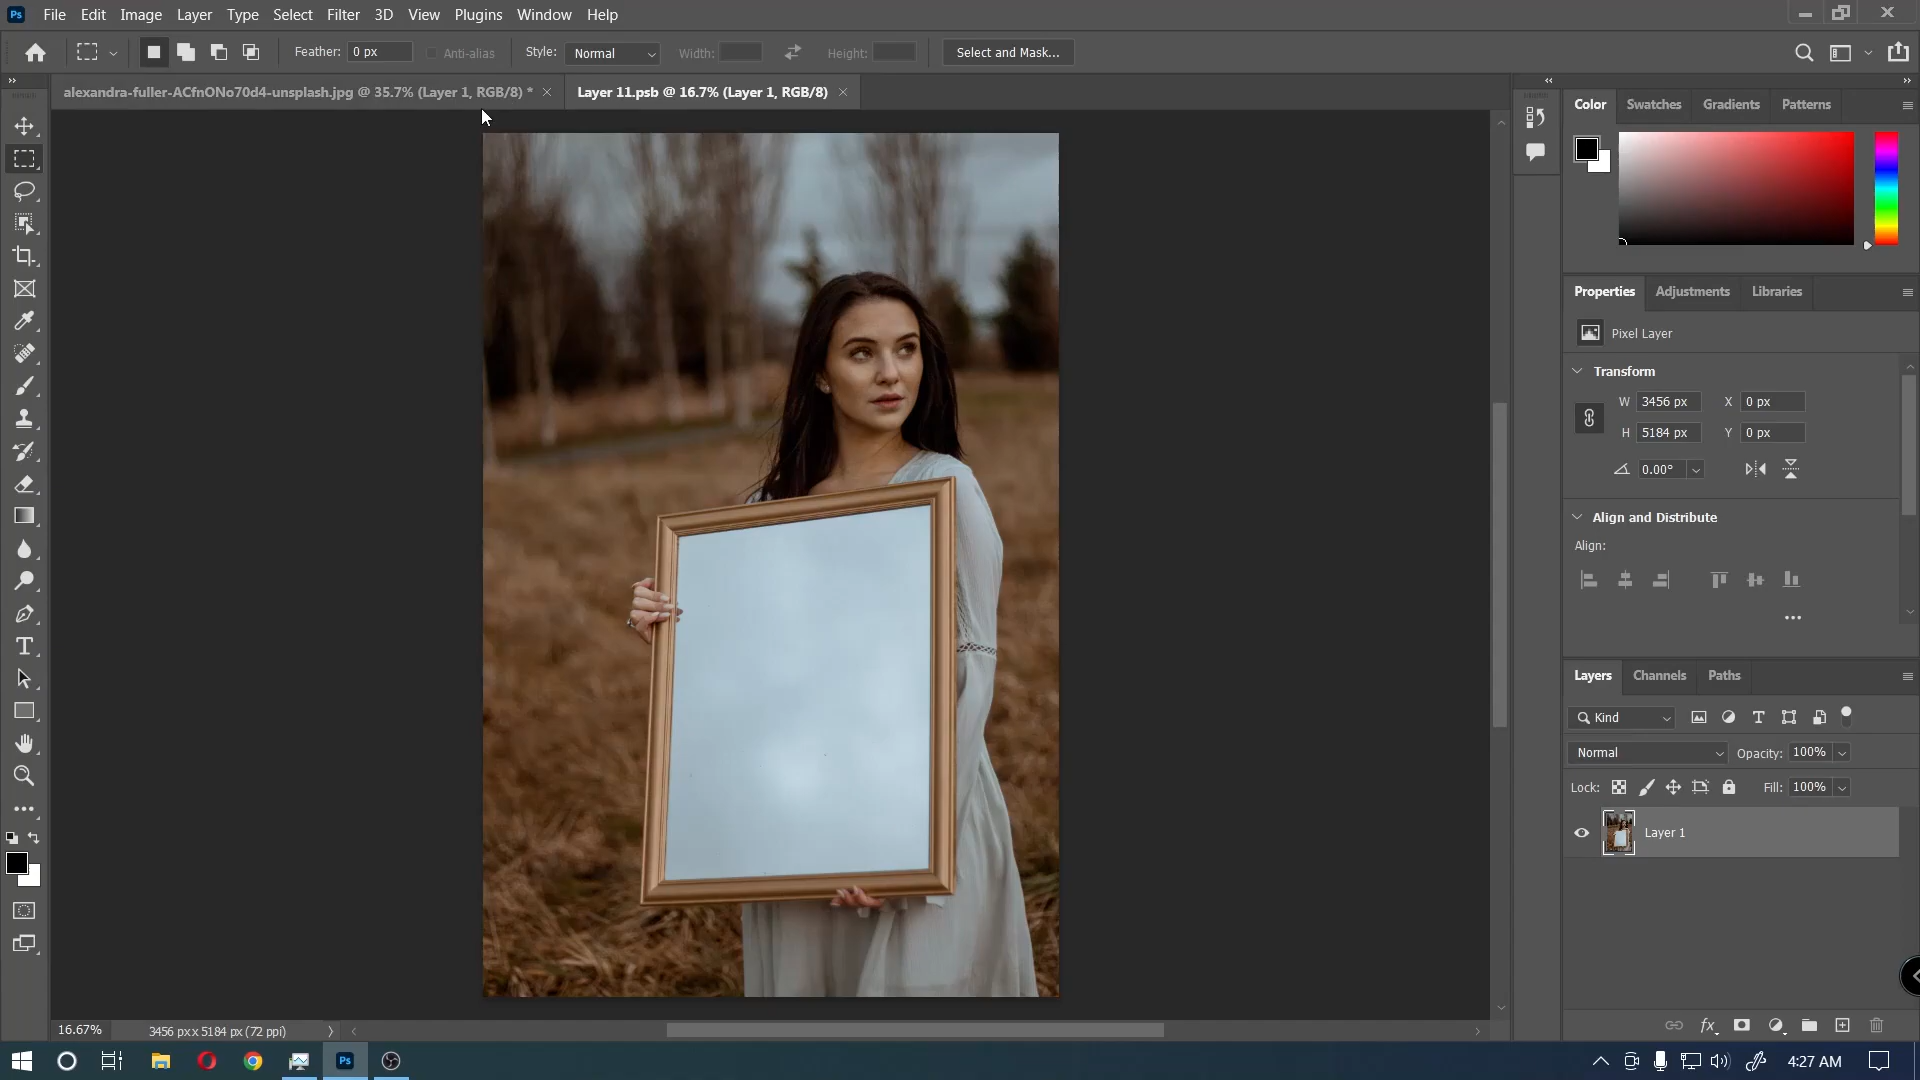 Ps File Edit Image Layer Type Select Filter 3D View Plugins Window Help
Feather: 0 px Anti-alias Style: Normal Width: Height: Select and Mask...
alexandra-fuller-ACfnONo70d4-unsplash.jpg @ 35.7% (Layer 1, RGB/8) * Layer 11.psb @ 16.7% (Layer 1, RGB/8)
Color Swatches Gradients Patterns
Properties Adjustments Libraries
Pixel Layer
Transform
W 3456 px X 0 px
H 5184 px Y 0 px
0.00°
Align and Distribute
Align:
Layers Channels Paths
Kind
Normal Opacity: 100%
Lock: Fill: 100%
Layer 1
16.67% 3456 px x 5184 px (72 ppi)
Ps 4:27 AM